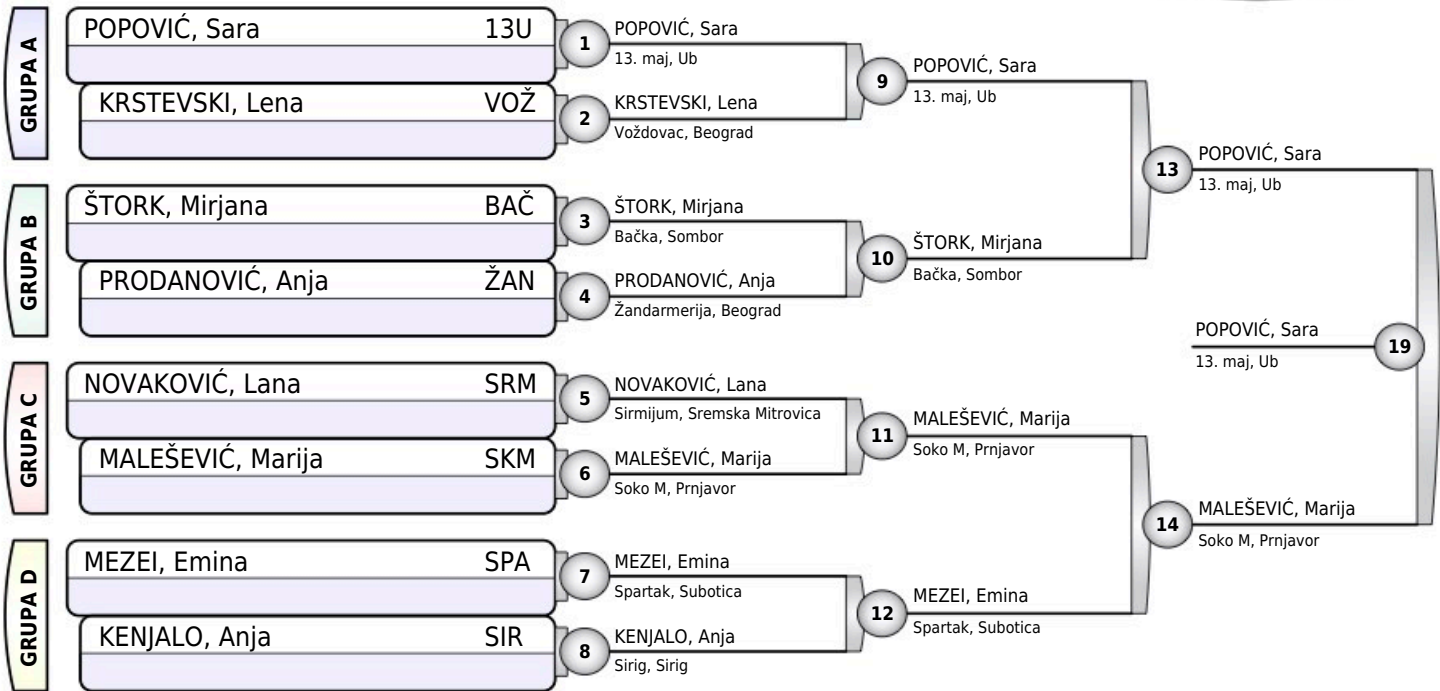 GRUPA A
POPOVIĆ, Sara 13U
KRSTEVSKI, Lena VOŽ
GRUPA B
ŠTORK, Mirjana BAČ
PRODANOVIĆ, Anja ŽAN
GRUPA C
NOVAKOVIĆ, Lana SRM
MALEŠEVIĆ, Marija SKM
GRUPA D
MEZEI, Emina SPA
KENJALO, Anja SIR
1
POPOVIĆ, Sara
13. maj, Ub
2
KRSTEVSKI, Lena
Voždovac, Beograd
3
ŠTORK, Mirjana
Bačka, Sombor
4
PRODANOVIĆ, Anja
Žandarmerija, Beograd
5
NOVAKOVIĆ, Lana
Sirmijum, Sremska Mitrovica
6
MALEŠEVIĆ, Marija
Soko M, Prnjavor
7
MEZEI, Emina
Spartak, Subotica
8
KENJALO, Anja
Sirig, Sirig
9
POPOVIĆ, Sara
13. maj, Ub
10
ŠTORK, Mirjana
Bačka, Sombor
11
MALEŠEVIĆ, Marija
Soko M, Prnjavor
12
MEZEI, Emina
Spartak, Subotica
13
POPOVIĆ, Sara
13. maj, Ub
14
MALEŠEVIĆ, Marija
Soko M, Prnjavor
POPOVIĆ, Sara
13. maj, Ub
19